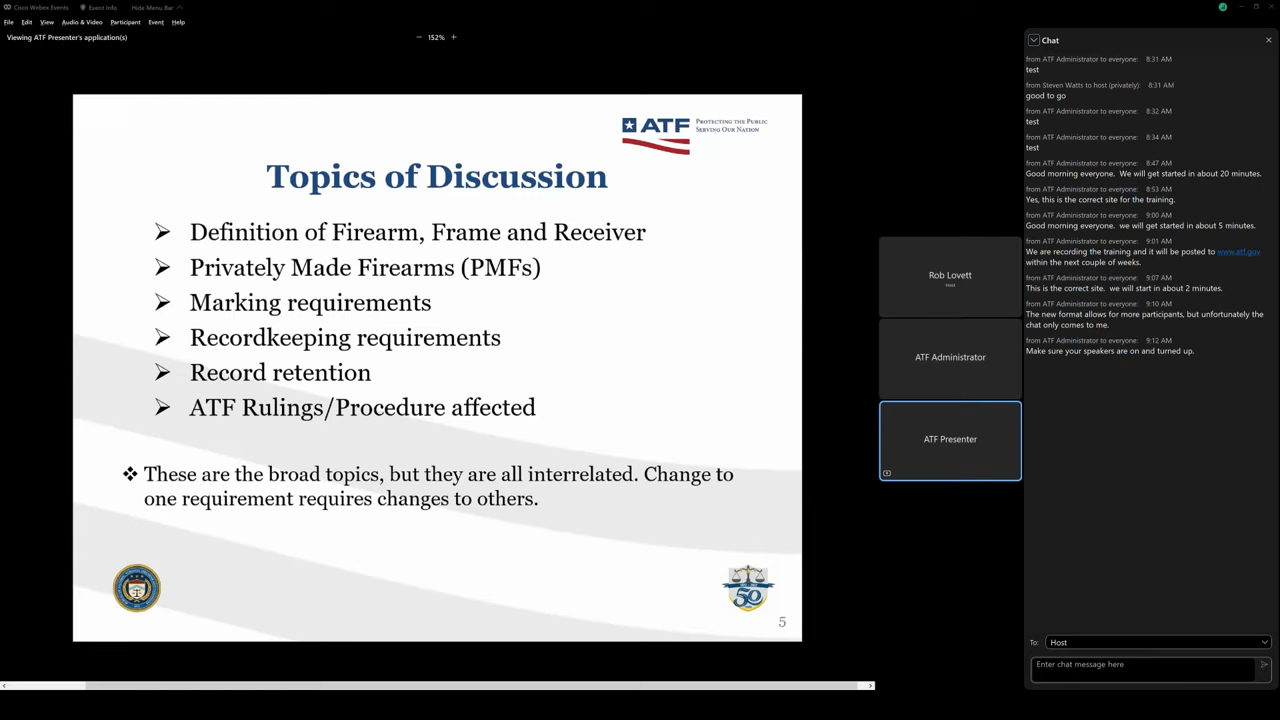 Cisco Webex Events
Event Info
Hide Menu Bar
File Edit View Audio & Video Participant Event Help
Viewing ATF Presenter's application(s)
152%
ATF
PROTECTING THE PUBLIC
SERVING OUR NATION
Topics of Discussion
Definition of Firearm, Frame and Receiver
Privately Made Firearms (PMFs)
Marking requirements
Recordkeeping requirements
Record retention
ATF Rulings/Procedure affected
These are the broad topics, but they are all interrelated. Change to
one requirement requires changes to others.
50
5
Rob Lovett
Host
ATF Administrator
ATF Presenter
Chat
from ATF Administrator to everyone: 8:31 AM
test
from Steven Watts to host (privately): 8:31 AM
good to go
from ATF Administrator to everyone: 8:32 AM
test
from ATF Administrator to everyone: 8:34 AM
test
from ATF Administrator to everyone: 8:47 AM
Good morning everyone. We will get started in about 20 minutes.
from ATF Administrator to everyone: 8:53 AM
Yes, this is the correct site for the training.
from ATF Administrator to everyone: 9:00 AM
Good morning everyone. we will get started in about 5 minutes.
from ATF Administrator to everyone: 9:01 AM
We are recording the training and it will be posted to www.atf.gov
within the next couple of weeks.
from ATF Administrator to everyone: 9:07 AM
This is the correct site. we will start in about 2 minutes.
from ATF Administrator to everyone: 9:10 AM
The new format allows for more participants, but unfortunately the
chat only comes to me.
from ATF Administrator to everyone: 9:12 AM
Make sure your speakers are on and turned up.
To: Host
Enter chat message here